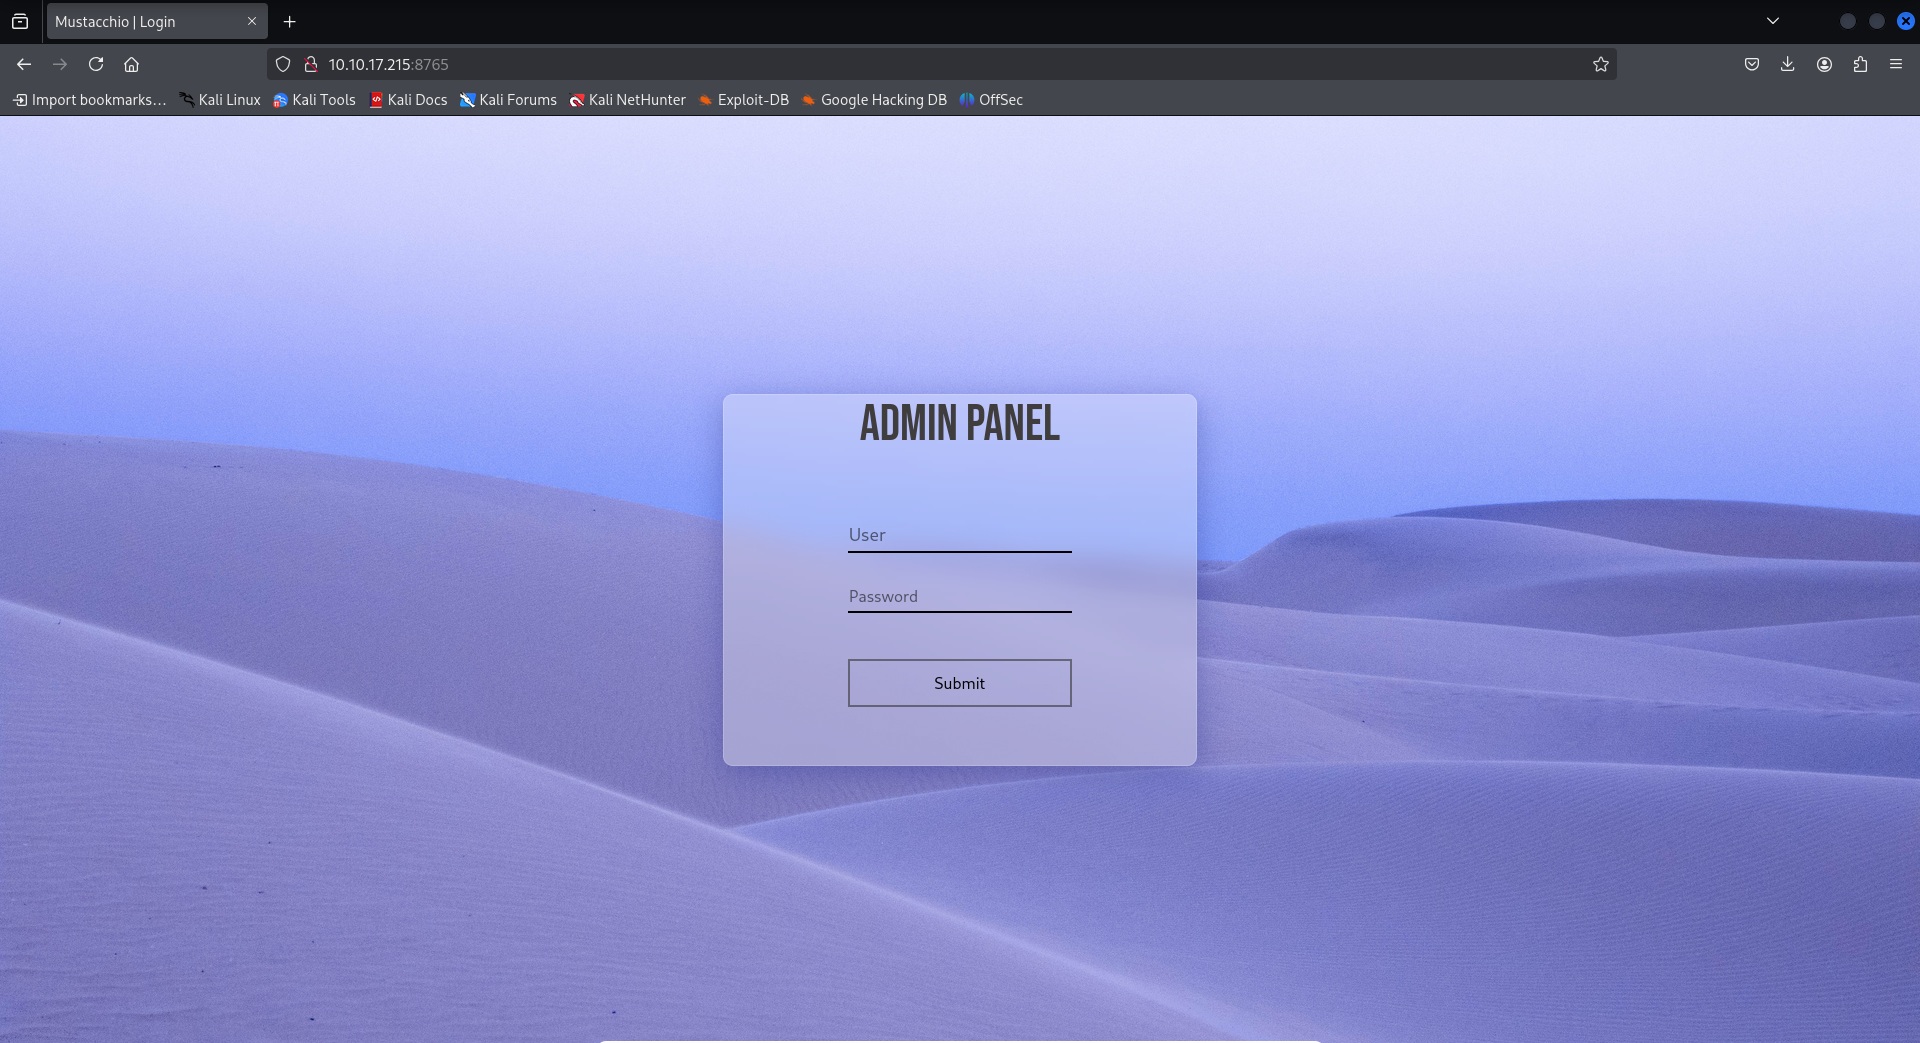 Mustacchio | Login
10.10.17.215:8765
Import bookmarks... Kali Linux Kali Tools Kali Docs Kali Forums Kali NetHunter Exploit-DB Google Hacking DB OffSec
ADMIN PANEL
User
Password
Submit